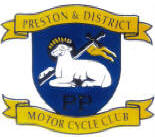 PRESTON & DISTRICT
PP
MOTOR CYCLE CLUB